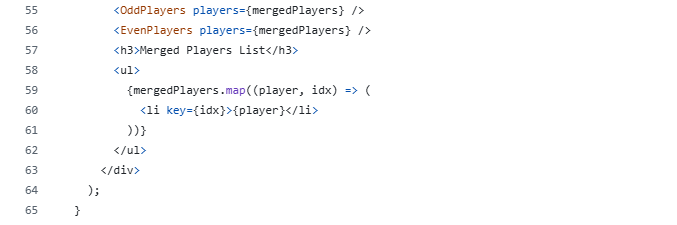 55 <OddPlayers players={mergedPlayers} />
56 <EvenPlayers players={mergedPlayers} />
57 <h3>Merged Players List</h3>
58 <ul>
59 {mergedPlayers.map((player, idx) => (
60 <li key={idx}>{player}</li>
61 ))}
62 </ul>
63 </div>
64 );
65 }